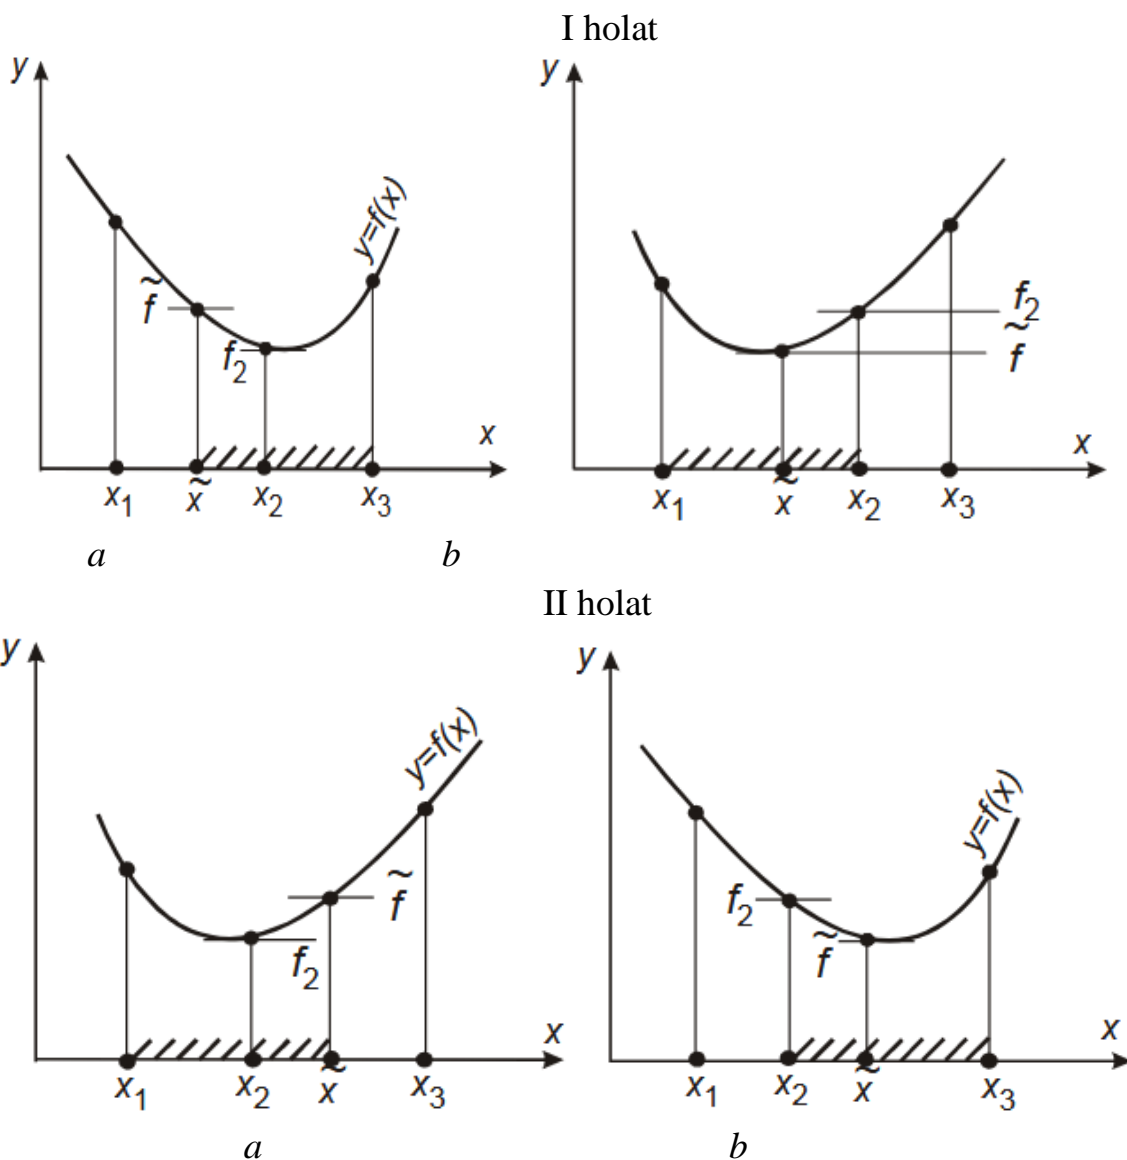 I holat
y
y
y=f(x)
f̃
f₂
f₂
f̃
x
x
x₁ x̃ x₂ x₃
x₁ x̃ x₂ x₃
a b
II holat
y
y
y=f(x)
y=f(x)
f̃
f₂
f₂
f̃
x
x
x₁ x₂ x̃ x₃
x₁ x₂ x̃ x₃
a b